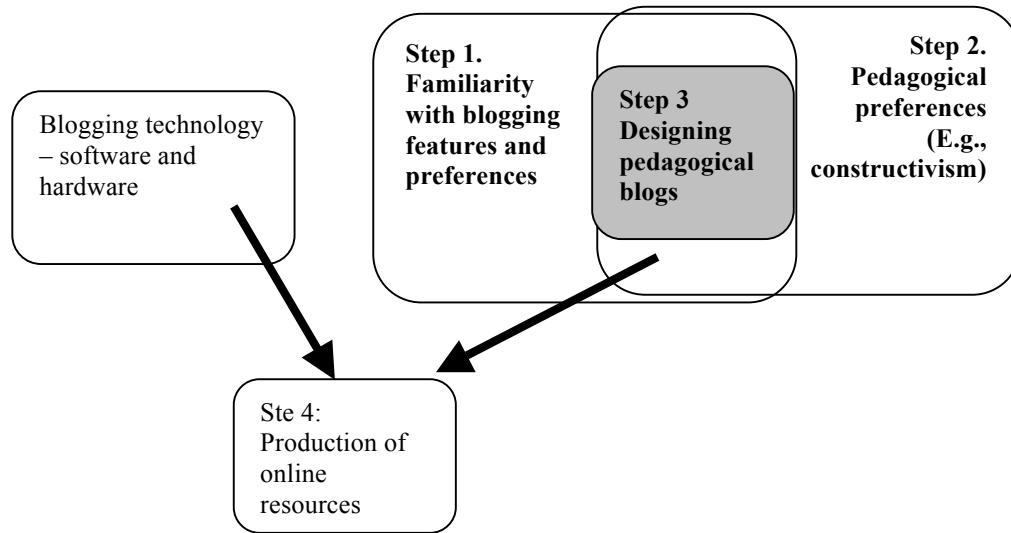 Blogging technology
– software and
hardware
Step 1.
Familiarity
with blogging
features and
preferences
Step 3
Designing
pedagogical
blogs
Step 2.
Pedagogical
preferences
(E.g.,
constructivism)
Ste 4:
Production of
online
resources